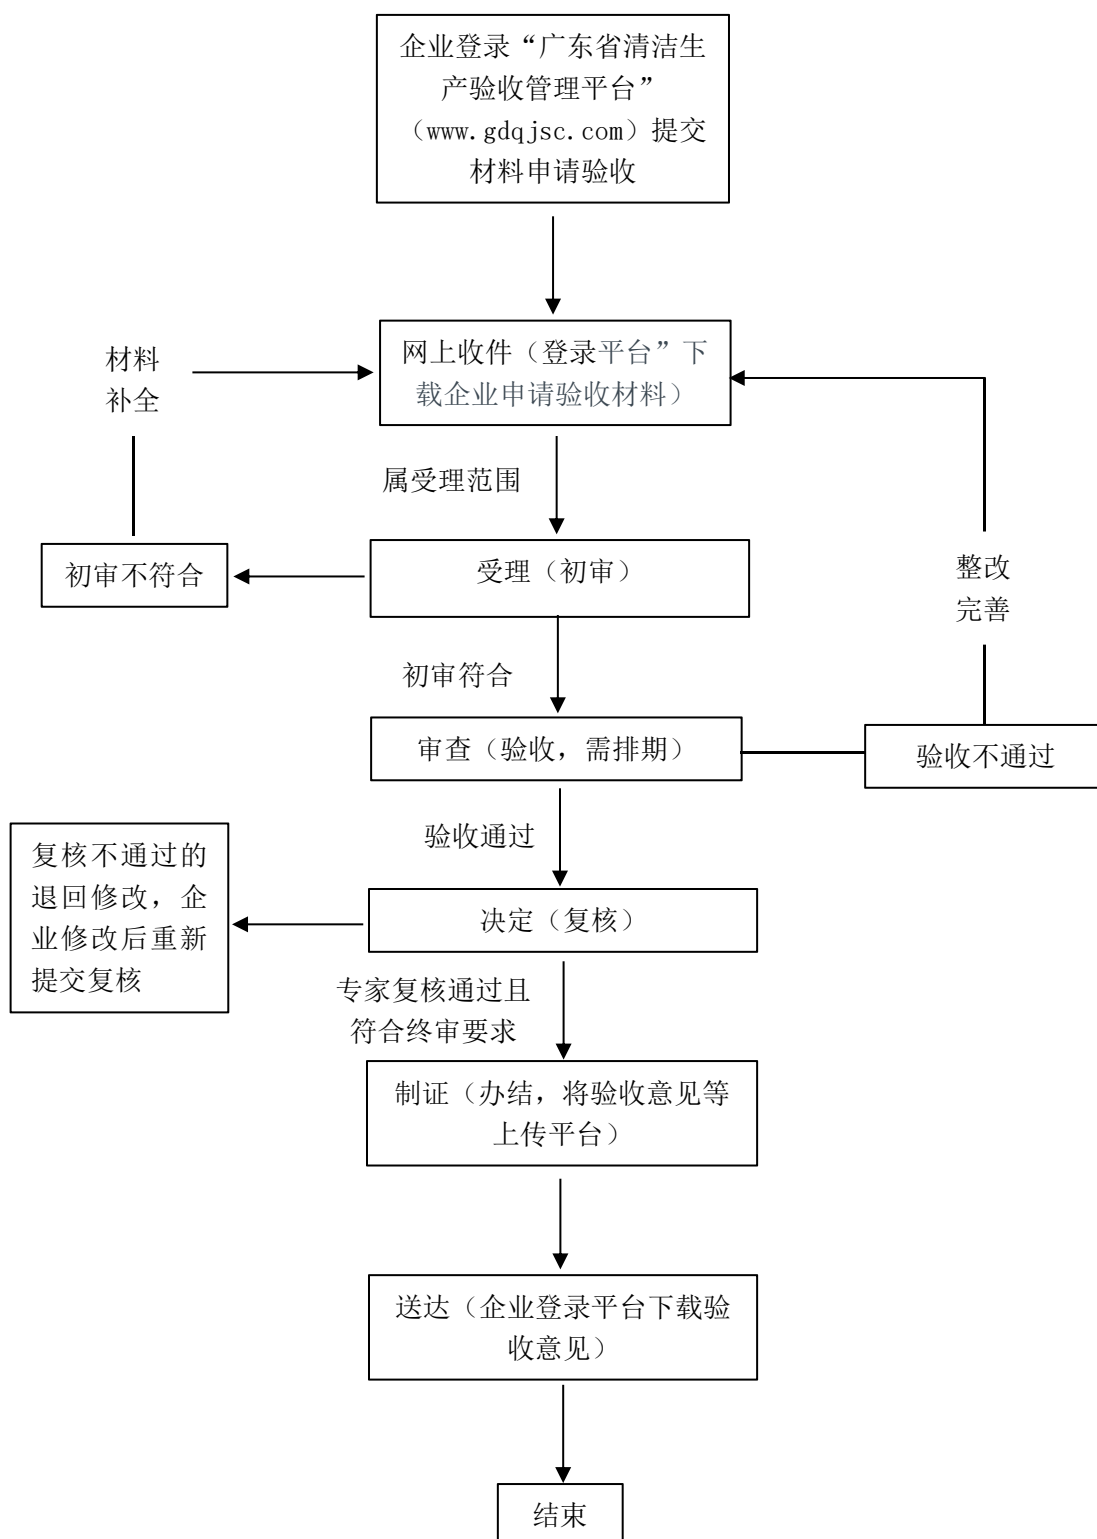 企业登录“广东省清洁生
产验收管理平台”
（www.gdqjsc.com）提交
材料申请验收
材料
补全
网上收件（登录平台”下
载企业申请验收材料）
属受理范围
初审不符合
受理（初审）
整改
完善
初审符合
审查（验收，需排期）
验收不通过
验收通过
复核不通过的
退回修改，企
业修改后重新
提交复核
决定（复核）
专家复核通过且
符合终审要求
制证（办结，将验收意见等
上传平台）
送达（企业登录平台下载验
收意见）
结束